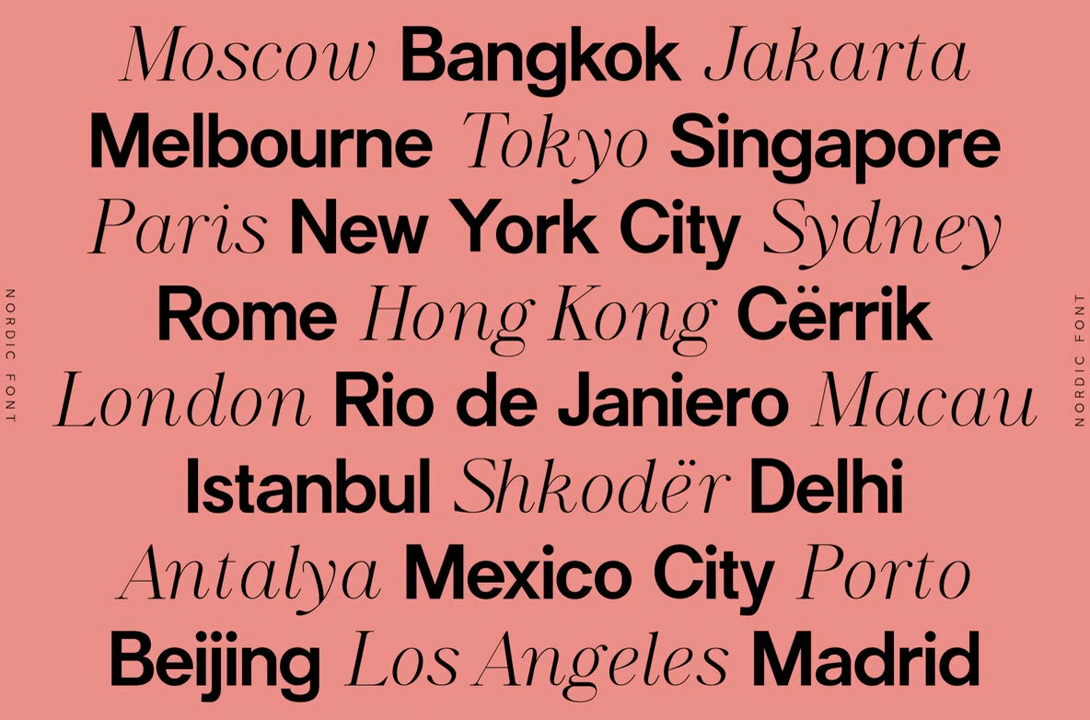 Moscow Bangkok Jakarta
Melbourne Tokyo Singapore
Paris New York City Sydney
Rome Hong Kong Cërrik
London Rio de Janiero Macau
Istanbul Shkodër Delhi
Antalya Mexico City Porto
Beijing Los Angeles Madrid
NORDIC FONT
NORDIC FONT